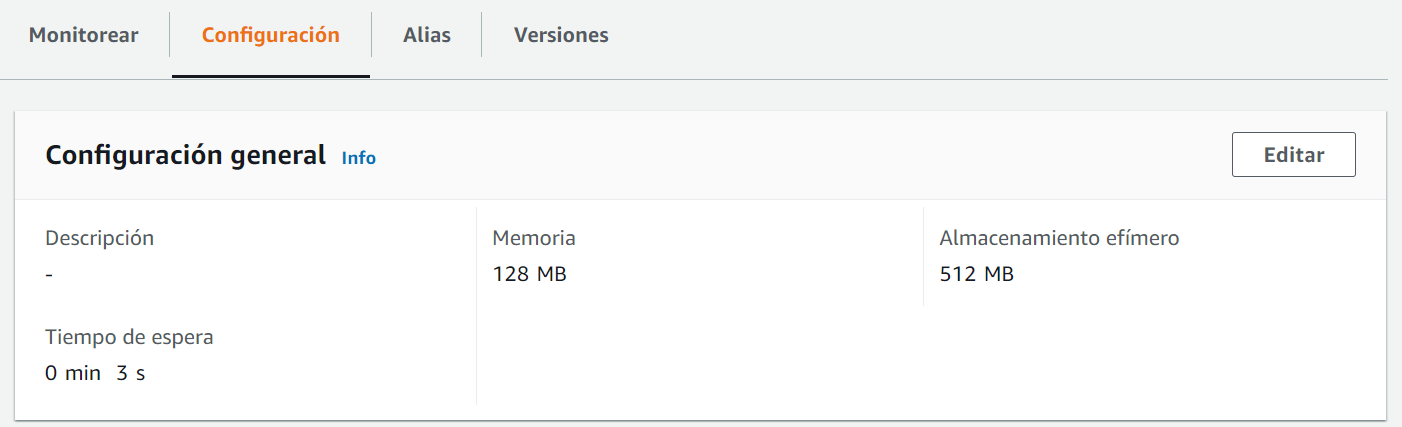 Monitorear Configuración Alias Versiones
Configuración general Info Editar
Descripción Memoria Almacenamiento efímero
- 128 MB 512 MB
Tiempo de espera
0 min 3 s